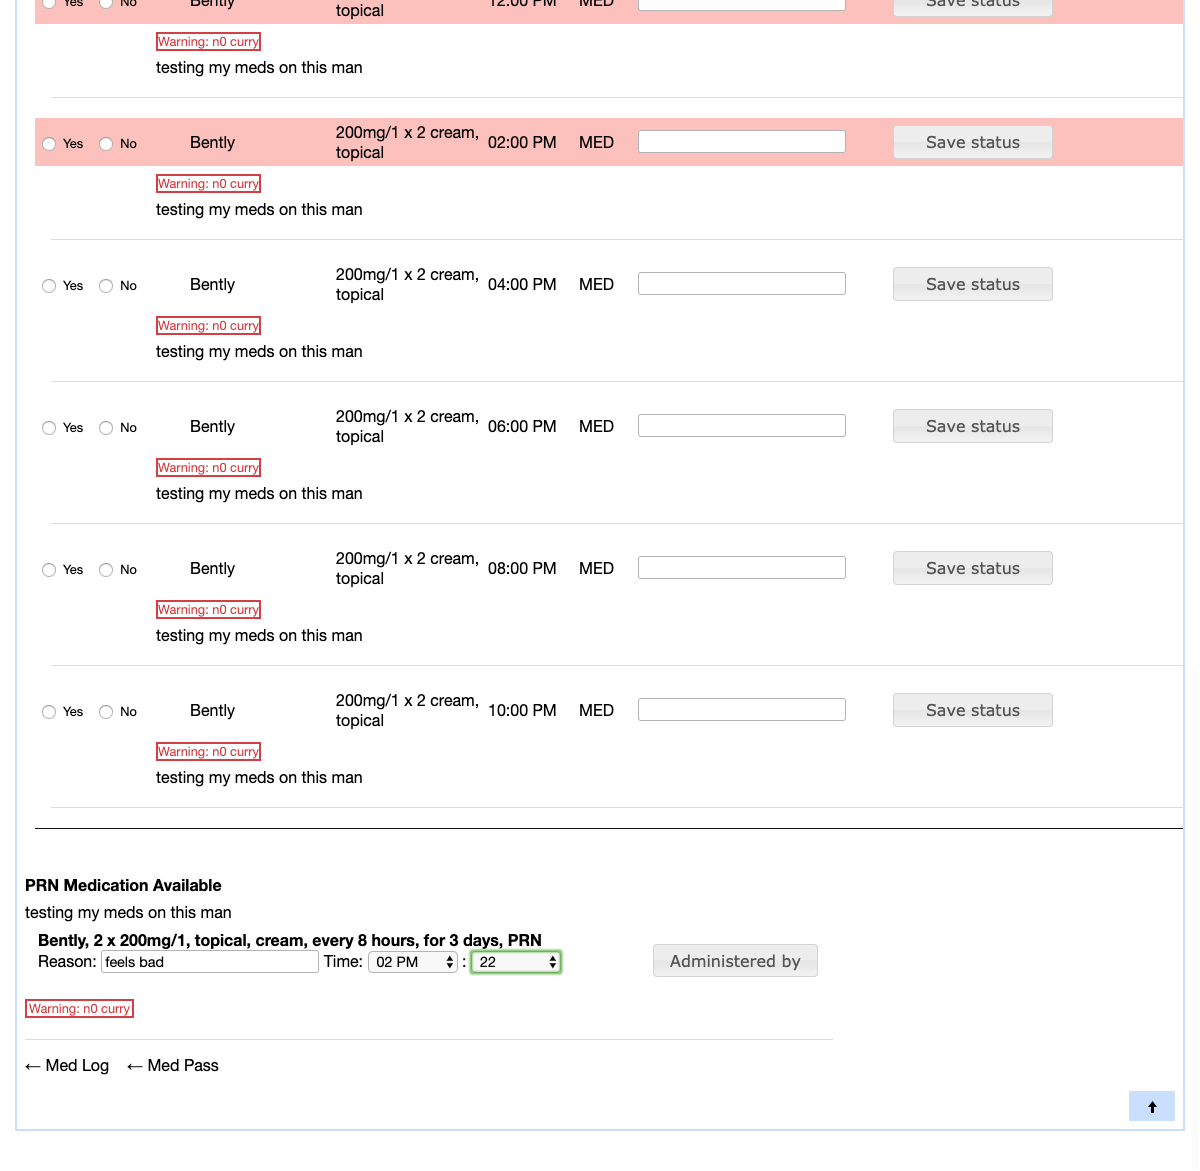 Yes No Bently 12:00 PM MED Save status
topical
Warning: n0 curry
testing my meds on this man
Yes No Bently 200mg/1 x 2 cream, topical 02:00 PM MED Save status
Warning: n0 curry
testing my meds on this man
Yes No Bently 200mg/1 x 2 cream, topical 04:00 PM MED Save status
Warning: n0 curry
testing my meds on this man
Yes No Bently 200mg/1 x 2 cream, topical 06:00 PM MED Save status
Warning: n0 curry
testing my meds on this man
Yes No Bently 200mg/1 x 2 cream, topical 08:00 PM MED Save status
Warning: n0 curry
testing my meds on this man
Yes No Bently 200mg/1 x 2 cream, topical 10:00 PM MED Save status
Warning: n0 curry
testing my meds on this man
PRN Medication Available
testing my meds on this man
Bently, 2 x 200mg/1, topical, cream, every 8 hours, for 3 days, PRN
Reason: feels bad Time: 02 PM : 22 Administered by
Warning: n0 curry
← Med Log ← Med Pass